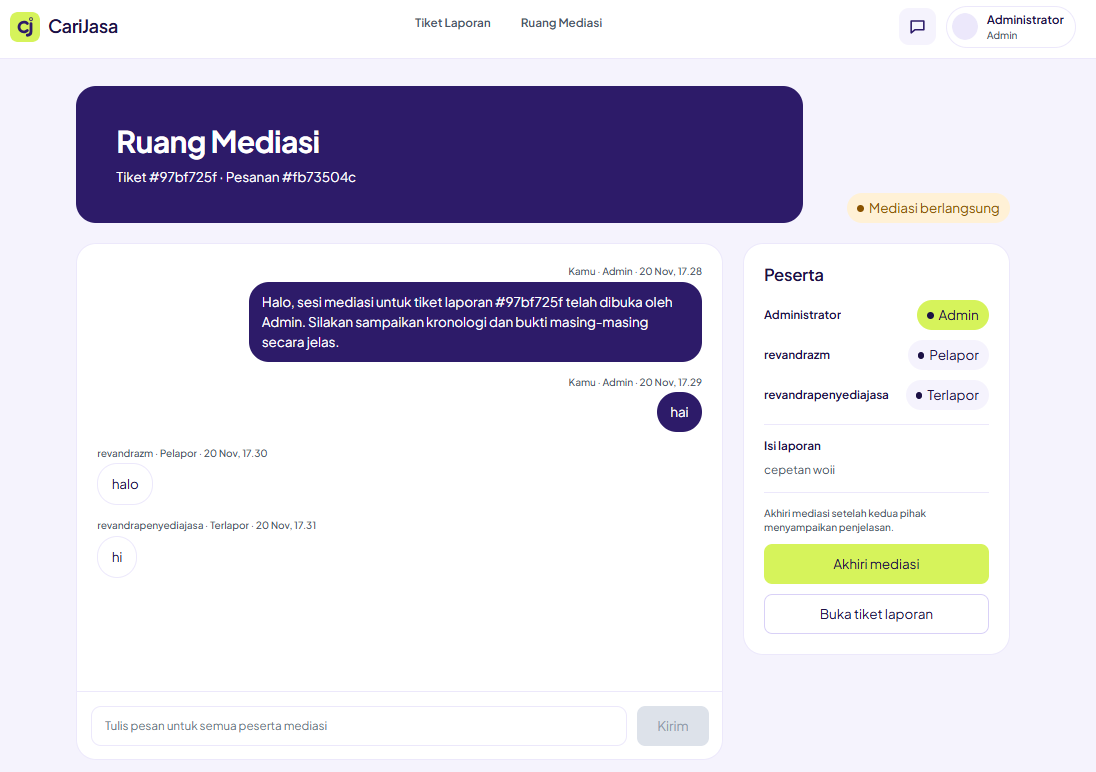 cj CariJasa
Tiket Laporan
Ruang Mediasi
Administrator
Admin
Ruang Mediasi
Tiket #97bf725f · Pesanan #fb73504c
Mediasi berlangsung
Kamu · Admin · 20 Nov, 17.28
Halo, sesi mediasi untuk tiket laporan #97bf725f telah dibuka oleh
Admin. Silakan sampaikan kronologi dan bukti masing-masing
secara jelas.
Kamu · Admin · 20 Nov, 17.29
hai
revandrazm · Pelapor · 20 Nov, 17.30
halo
revandrapenyediajasa · Terlapor · 20 Nov, 17.31
hi
Tulis pesan untuk semua peserta mediasi
Kirim
Peserta
Administrator
Admin
revandrazm
Pelapor
revandrapenyediajasa
Terlapor
Isi laporan
cepetan woii
Akhiri mediasi setelah kedua pihak
menyampaikan penjelasan.
Akhiri mediasi
Buka tiket laporan